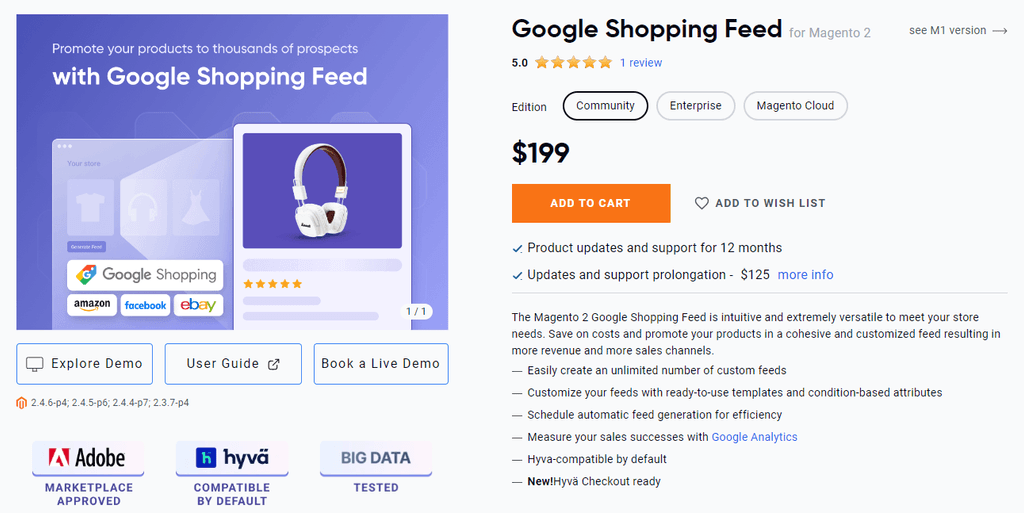 Promote your products to thousands of prospects
with Google Shopping Feed
Your store
Generate Feed
Google Shopping
amazon
facebook
ebay
1 / 1
Explore Demo
User Guide
Book a Live Demo
2.4.6-p4; 2.4.5-p6; 2.4.4-p7; 2.3.7-p4
Adobe
MARKETPLACE
APPROVED
hyvä
COMPATIBLE
BY DEFAULT
BIG DATA
TESTED
Google Shopping Feed for Magento 2
see M1 version
5.0 1 review
Edition Community Enterprise Magento Cloud
$199
ADD TO CART
ADD TO WISH LIST
Product updates and support for 12 months
Updates and support prolongation - $125 more info
The Magento 2 Google Shopping Feed is intuitive and extremely versatile to meet your store
needs. Save on costs and promote your products in a cohesive and customized feed resulting in
more revenue and more sales channels.
— Easily create an unlimited number of custom feeds
— Customize your feeds with ready-to-use templates and condition-based attributes
— Schedule automatic feed generation for efficiency
— Measure your sales successes with Google Analytics
— Hyva-compatible by default
— New!Hyvä Checkout ready